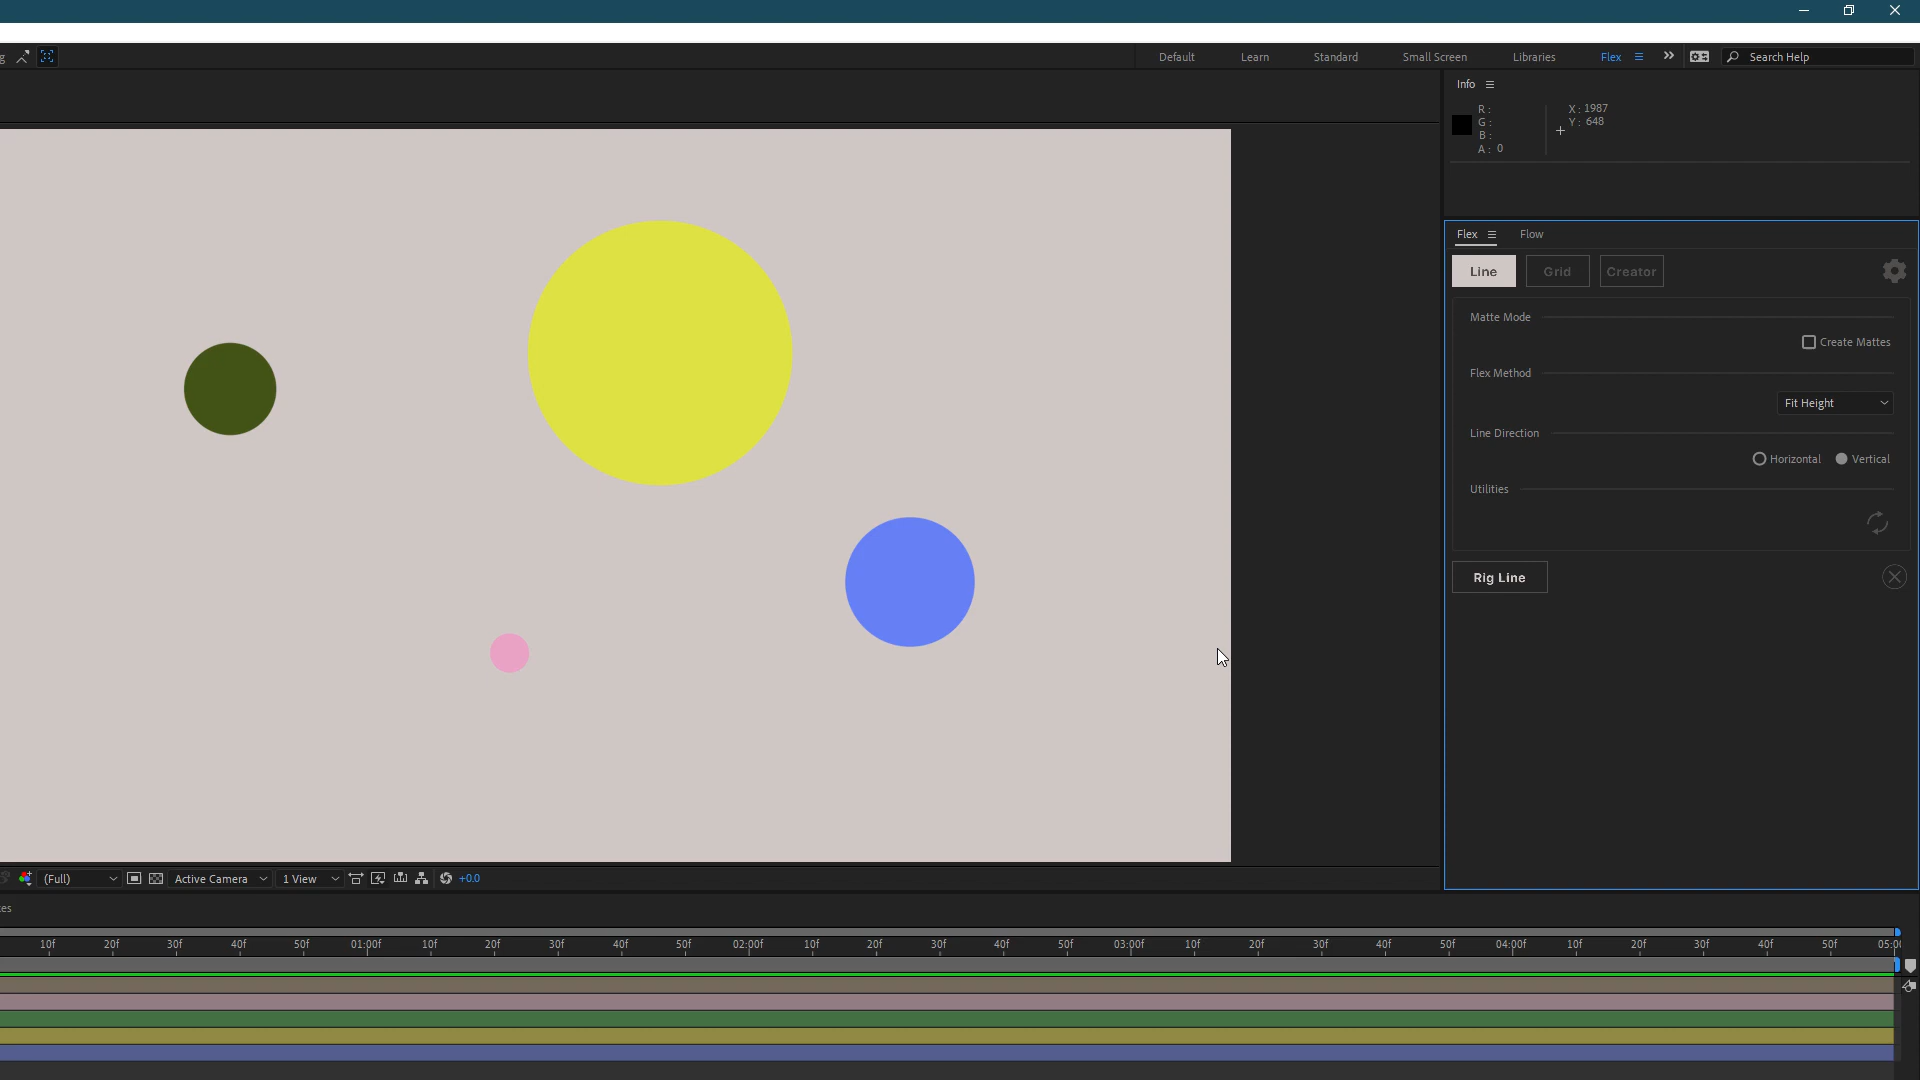 g
Default Learn Standard Small Screen Libraries Flex Search Help
Info
R:
G:
B:
A: 0
X: 1987
Y: 648
Flex Flow
Line Grid Creator
Matte Mode
Create Mattes
Flex Method
Fit Height
Line Direction
Horizontal Vertical
Utilities
Rig Line
(Full) Active Camera 1 View +0.0
es
10f 20f 30f 40f 50f 01:00f 10f 20f 30f 40f 50f 02:00f 10f 20f 30f 40f 50f 03:00f 10f 20f 30f 40f 50f 04:00f 10f 20f 30f 40f 50f 05:00